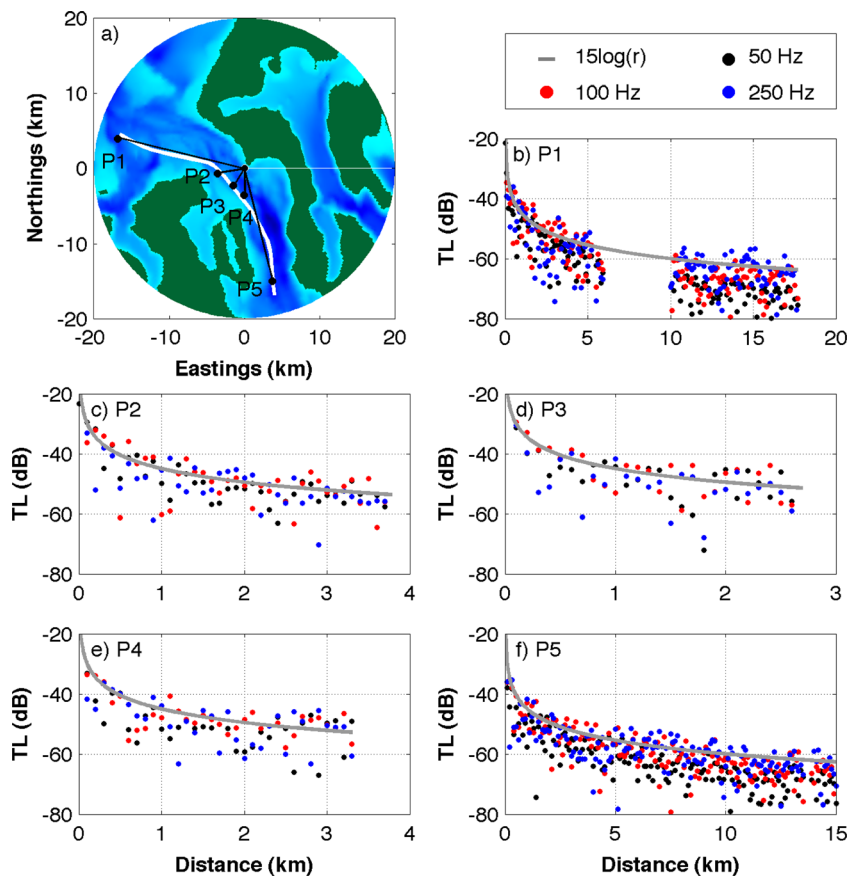 a)
20
10
0
-10
-20
Northings (km)
-20 -10 0 10 20
Eastings (km)
P1
P2
P3
P4
P5
15log(r) 50 Hz
100 Hz 250 Hz
b) P1
-20
-40
-60
-80
TL (dB)
0 5 10 15 20
c) P2
-20
-40
-60
-80
TL (dB)
0 1 2 3 4
d) P3
-20
-40
-60
-80
TL (dB)
0 1 2 3
e) P4
-20
-40
-60
-80
TL (dB)
0 1 2 3 4
Distance (km)
f) P5
-20
-40
-60
-80
TL (dB)
0 5 10 15
Distance (km)